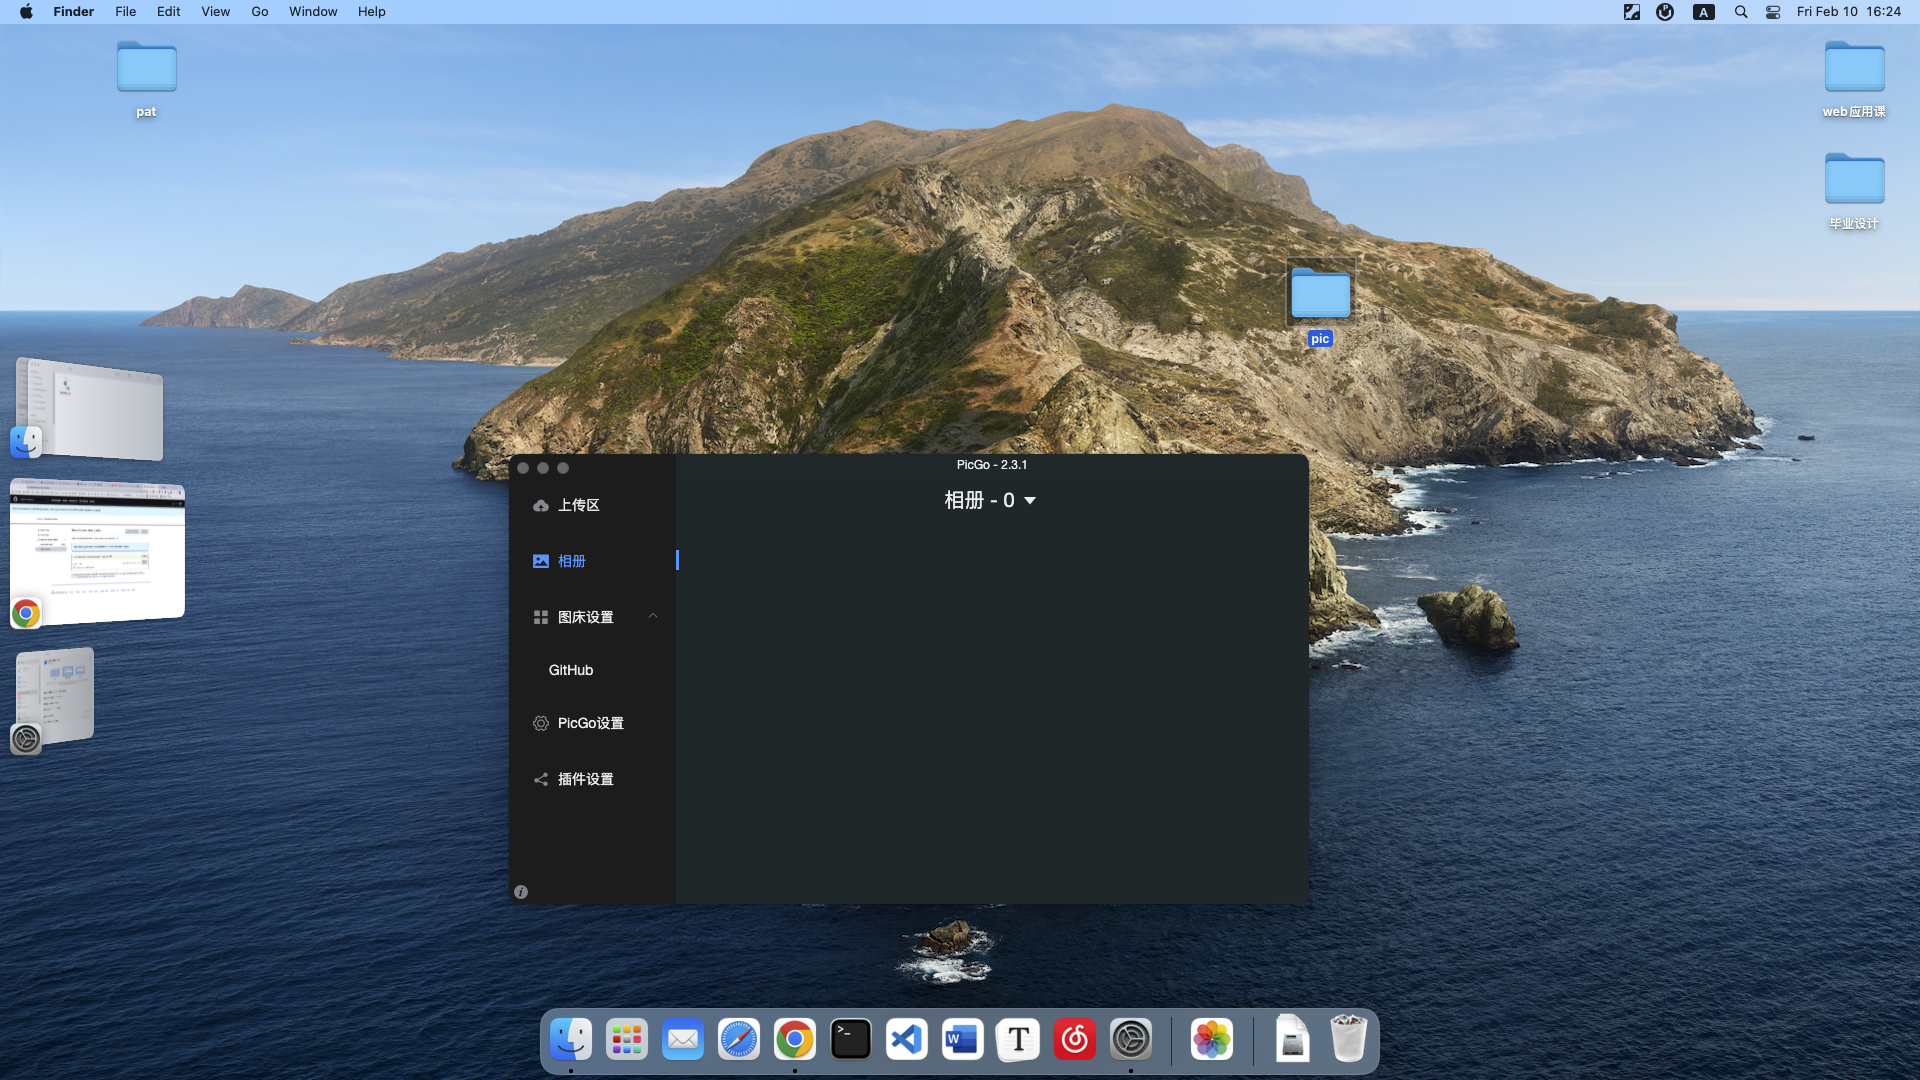 Finder File Edit View Go Window Help
A Fri Feb 10 16:24
pat
web应用课
毕业设计
pic
PicGo - 2.3.1
相册 - 0
上传区
相册
图床设置
GitHub
PicGo设置
插件设置